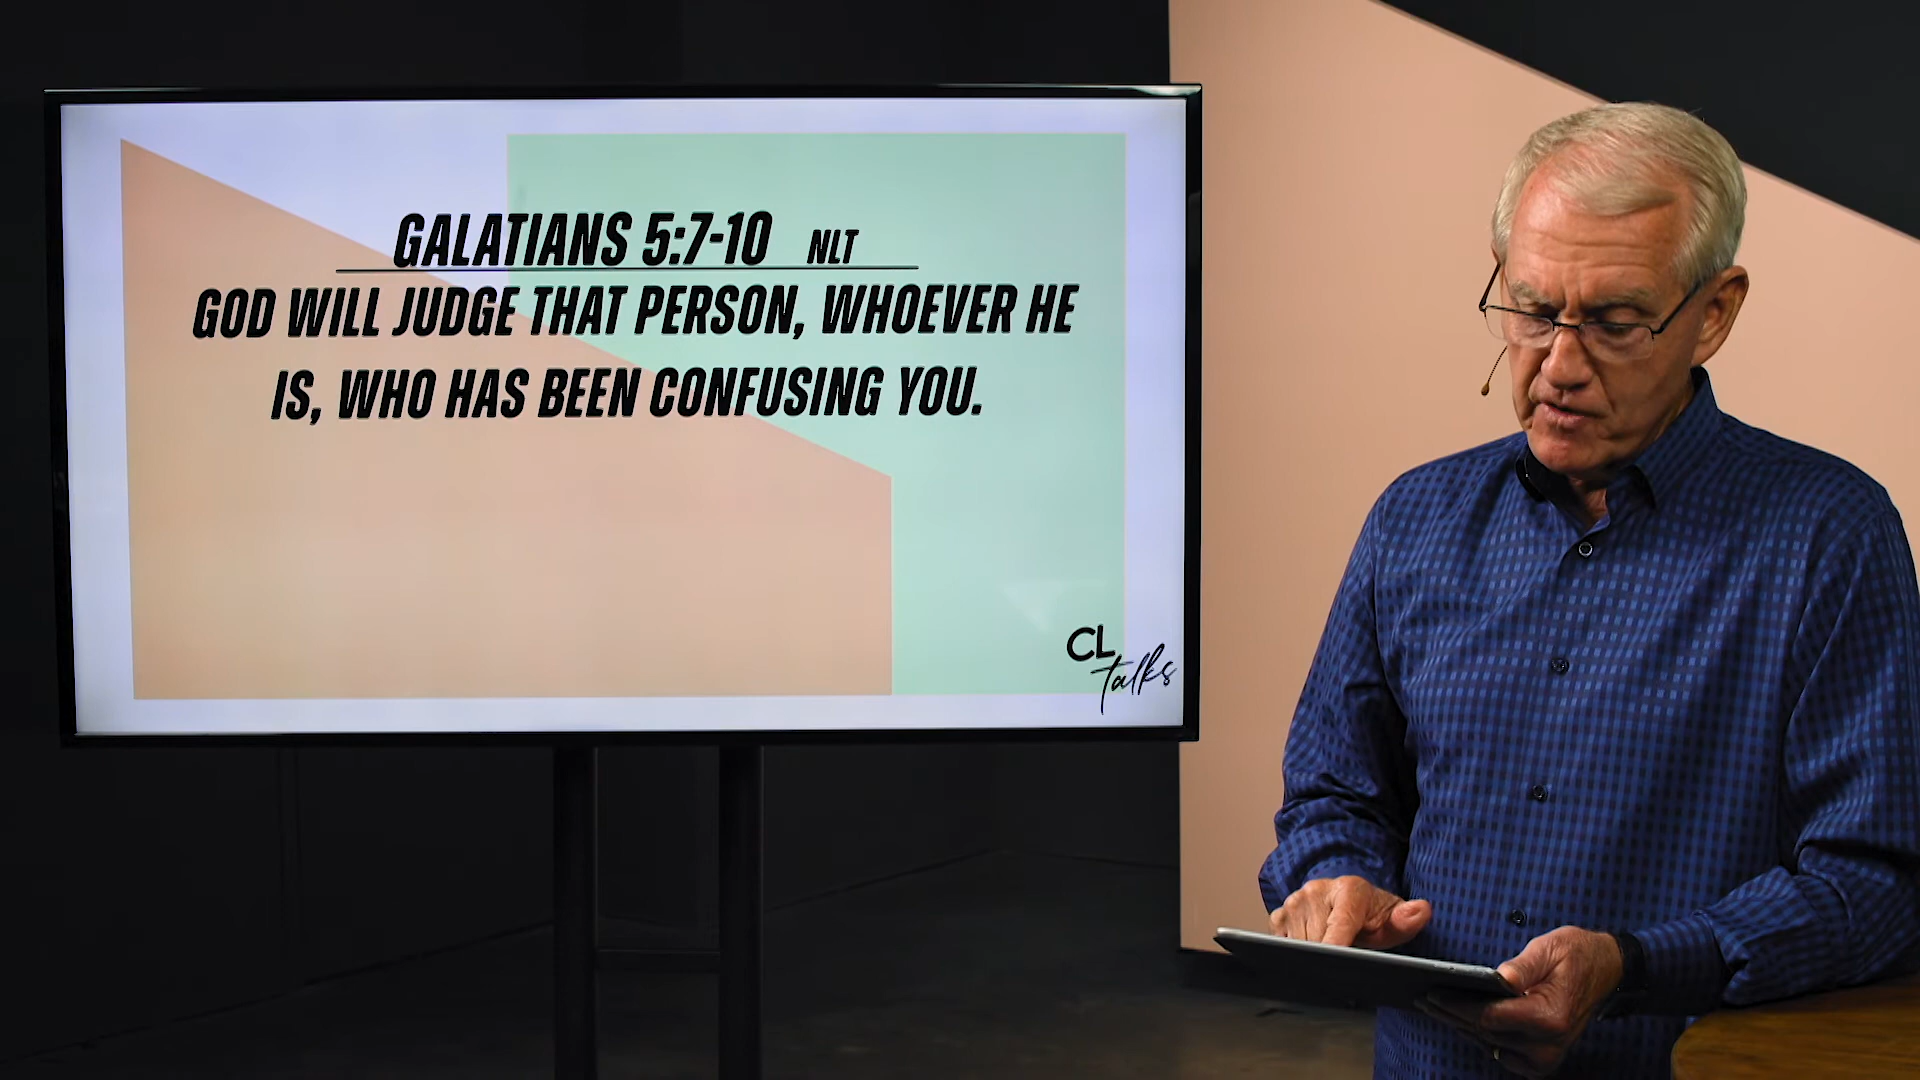 GALATIANS 5:7-10 NLT
GOD WILL JUDGE THAT PERSON, WHOEVER HE
IS, WHO HAS BEEN CONFUSING YOU.
CL
talks